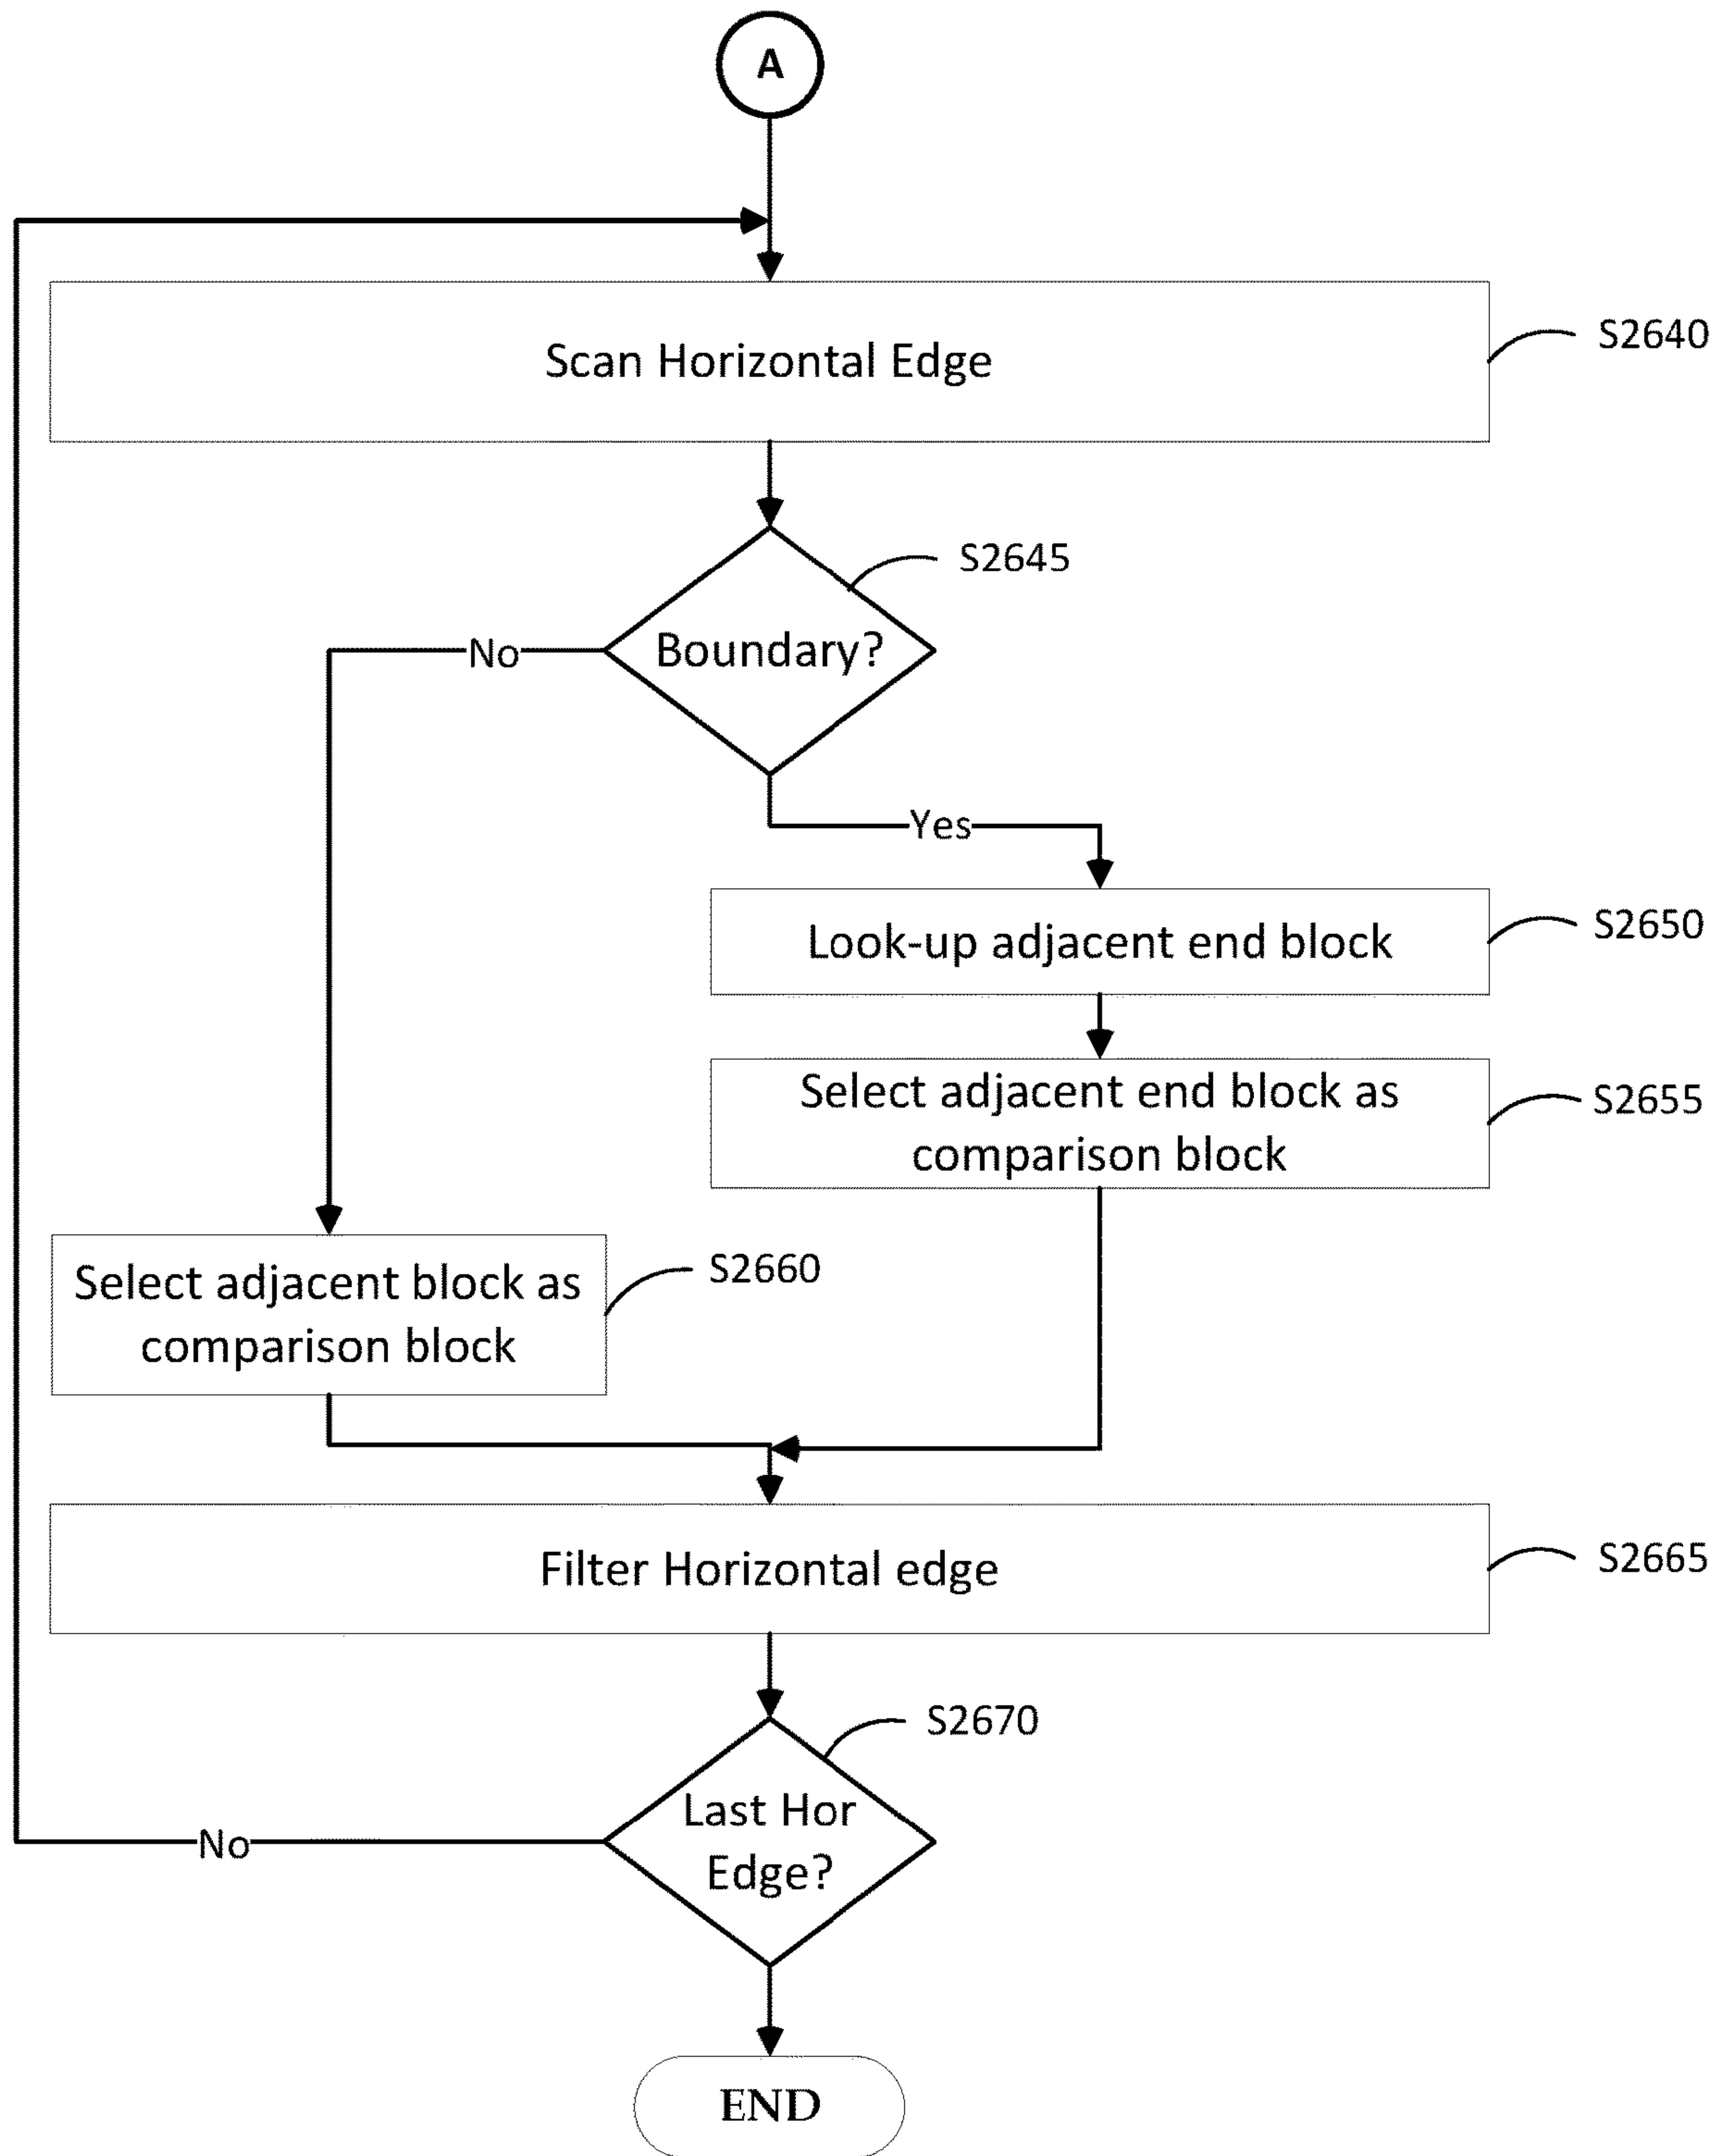 A
Scan Horizontal Edge
S2640
S2645
Boundary?
No
Yes
Look-up adjacent end block
S2650
Select adjacent end block as
comparison block
S2655
Select adjacent block as
comparison block
S2660
Filter Horizontal edge
S2665
S2670
Last Hor
Edge?
No
END